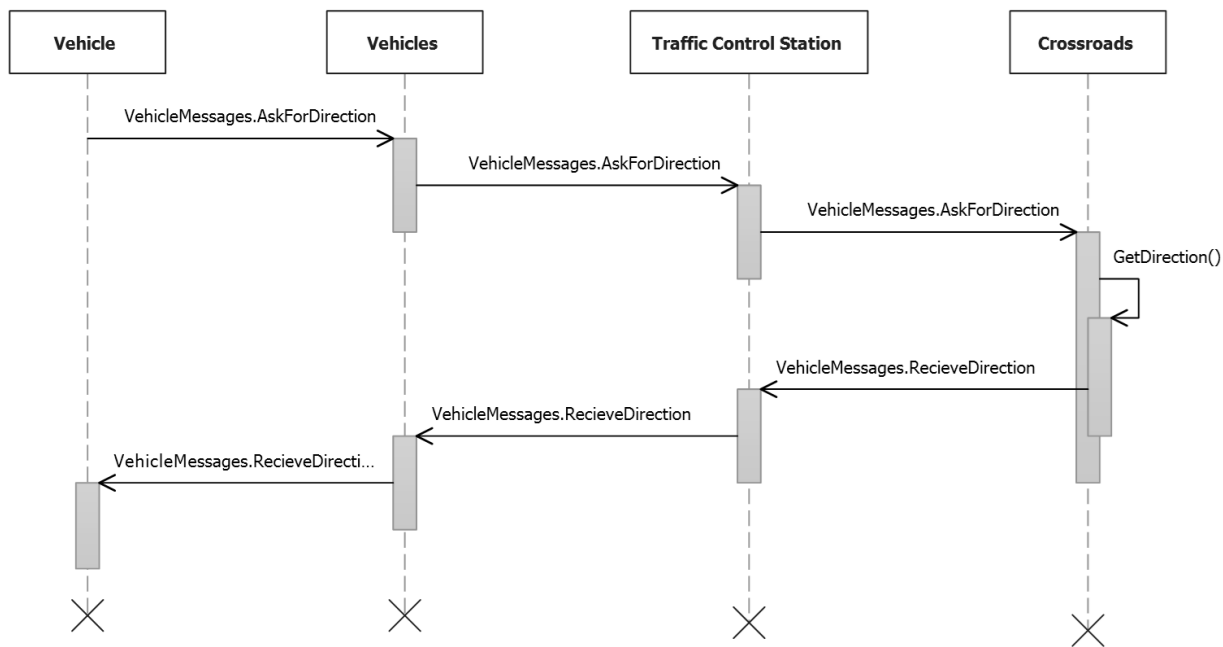 Vehicle
Vehicles
Traffic Control Station
Crossroads
VehicleMessages.AskForDirection
VehicleMessages.AskForDirection
VehicleMessages.AskForDirection
GetDirection()
VehicleMessages.RecieveDirection
VehicleMessages.RecieveDirection
VehicleMessages.RecieveDirecti...